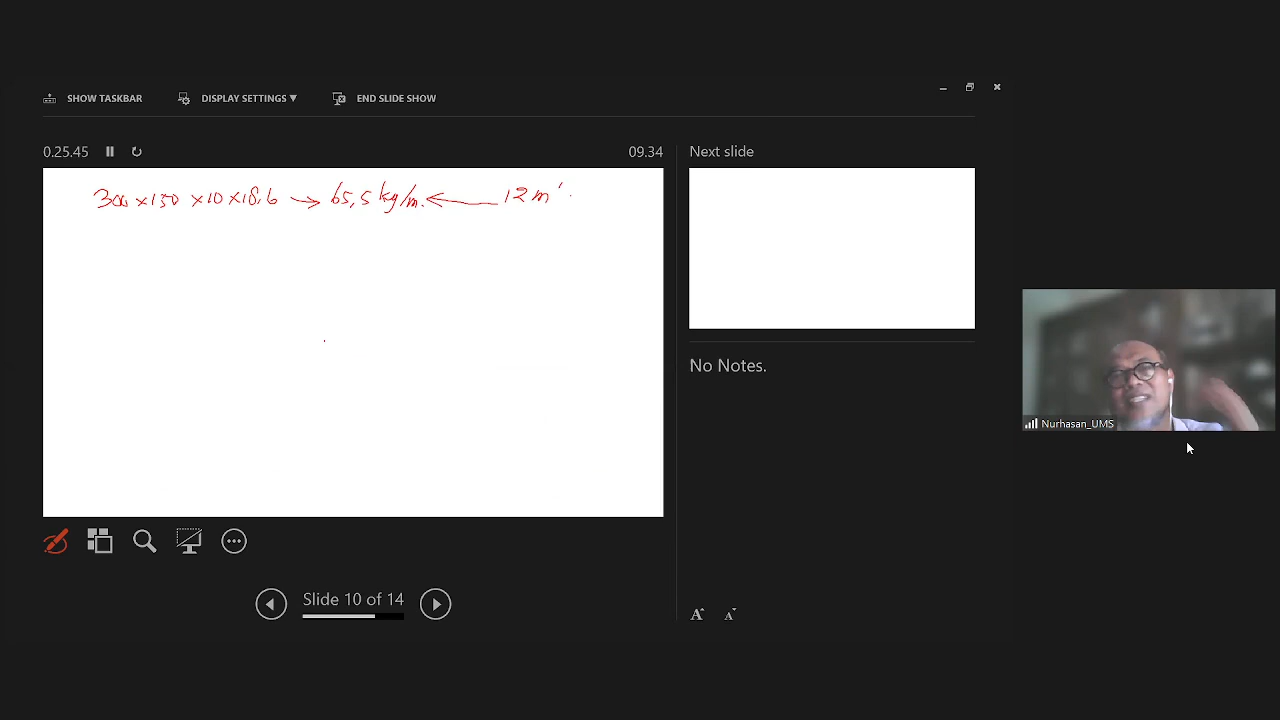 SHOW TASKBAR DISPLAY SETTINGS ▼ END SLIDE SHOW
0.25.45 09.34
Next slide
300 x 150 x 10 x 18.6 → 65,5 kg/m. ← 12 m'
No Notes.
Nurhasan_UMS
Slide 10 of 14
A A